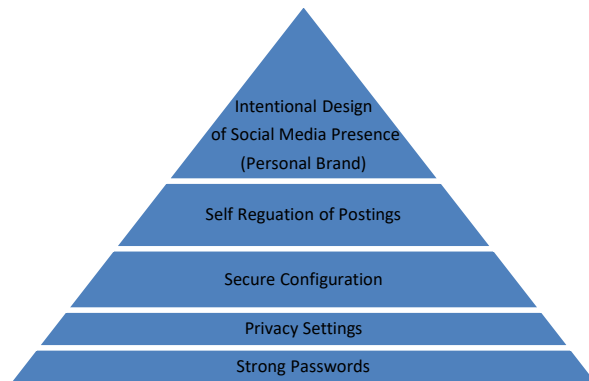 Intentional Design
of Social Media Presence
(Personal Brand)
Self Reguation of Postings
Secure Configuration
Privacy Settings
Strong Passwords